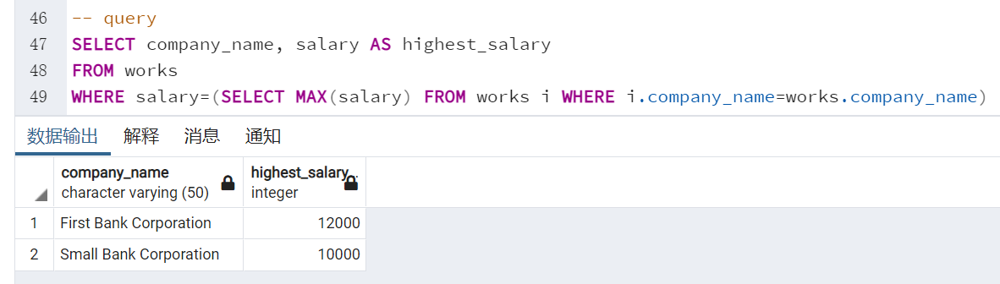 46 -- query
47 SELECT company_name, salary AS highest_salary
48 FROM works
49 WHERE salary=(SELECT MAX(salary) FROM works i WHERE i.company_name=works.company_name)
数据输出 解释 消息 通知
company_name highest_salary
character varying (50) integer
1 First Bank Corporation 12000
2 Small Bank Corporation 10000